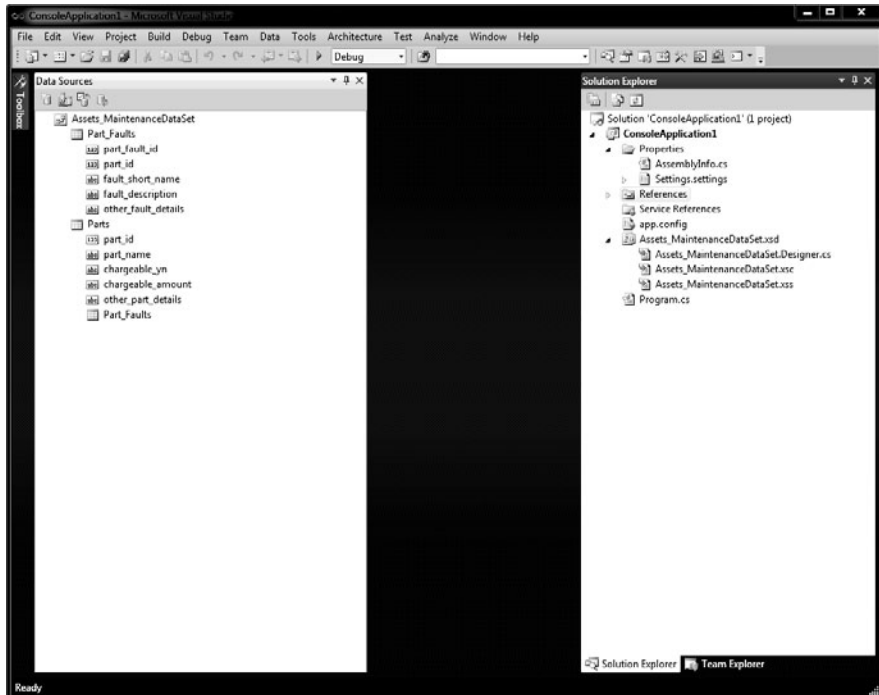 ConsoleApplication1 - Microsoft Visual Studio
File Edit View Project Build Debug Team Data Tools Architecture Test Analyze Window Help
Debug
Toolbox
Data Sources
Assets_MaintenanceDataSet
Part_Faults
part_fault_id
part_id
fault_short_name
fault_description
other_fault_details
Parts
part_id
part_name
chargeable_yn
chargeable_amount
other_part_details
Part_Faults
Solution Explorer
Solution 'ConsoleApplication1' (1 project)
ConsoleApplication1
Properties
AssemblyInfo.cs
Settings.settings
References
Service References
app.config
Assets_MaintenanceDataSet.xsd
Assets_MaintenanceDataSet.Designer.cs
Assets_MaintenanceDataSet.xsc
Assets_MaintenanceDataSet.xss
Program.cs
Solution Explorer Team Explorer
Ready